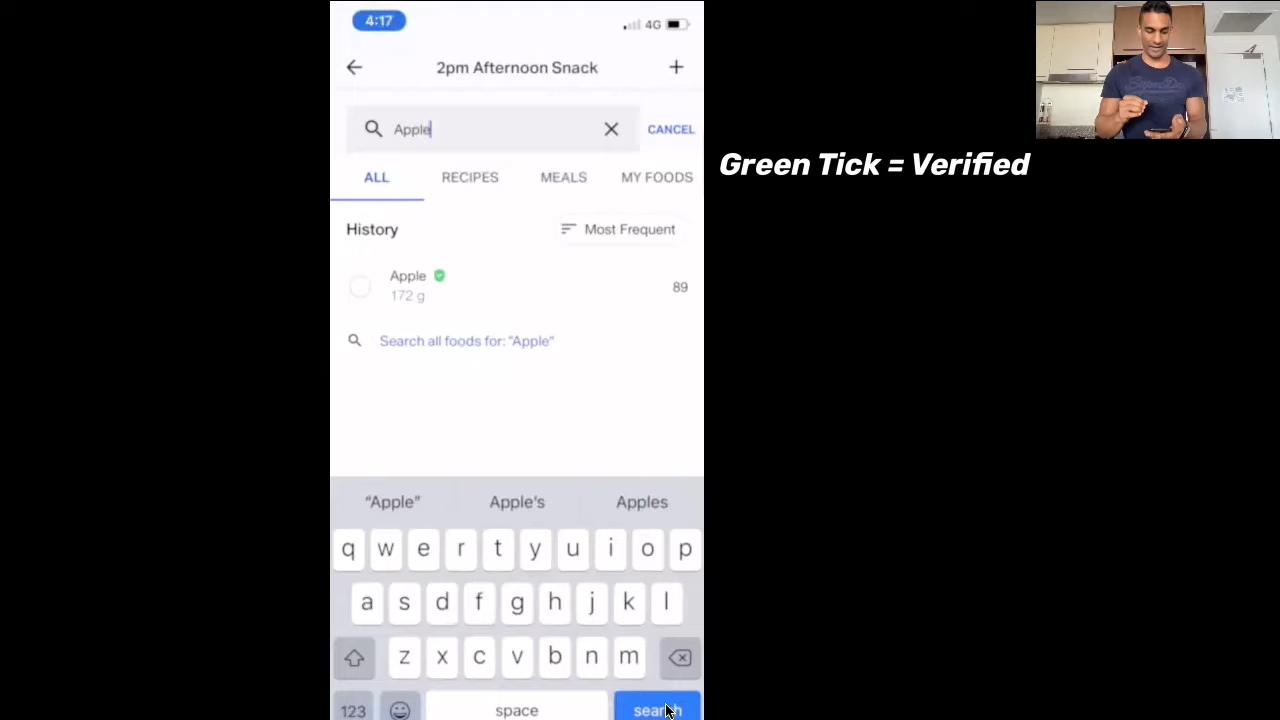 4:17
4G
2pm Afternoon Snack
Apple
CANCEL
ALL RECIPES MEALS MY FOODS
History
Most Frequent
Apple
172 g
89
Search all foods for: "Apple"
"Apple" Apple's Apples
q w e r t y u i o p
a s d f g h j k l
z x c v b n m
123 space search
Green Tick = Verified